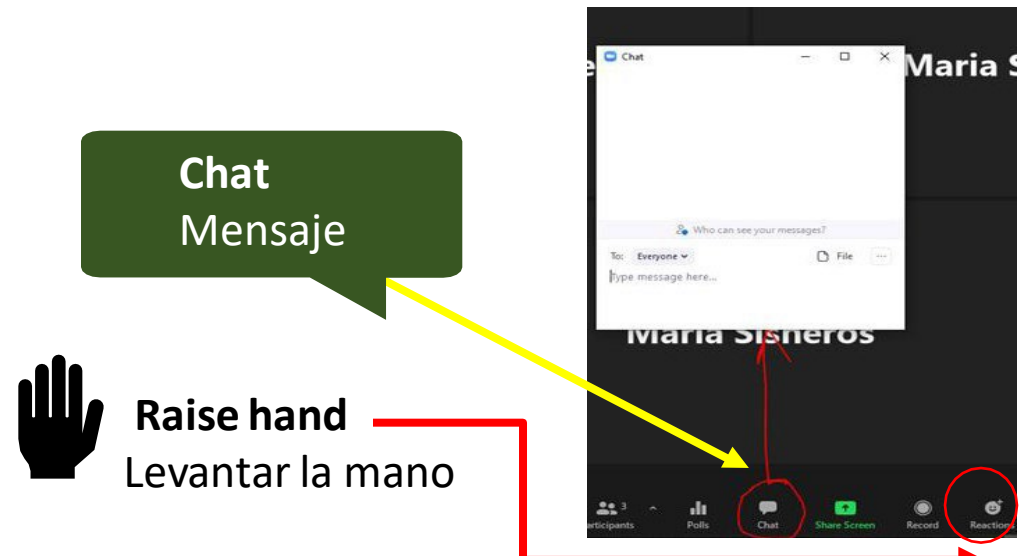 Chat
Mensaje
Raise hand
Levantar la mano
Chat
Maria S
Who can see your messages?
To: Everyone File
Type message here...
Maria Sisneros
3
articipants Polls Chat Share Screen Record Reactions